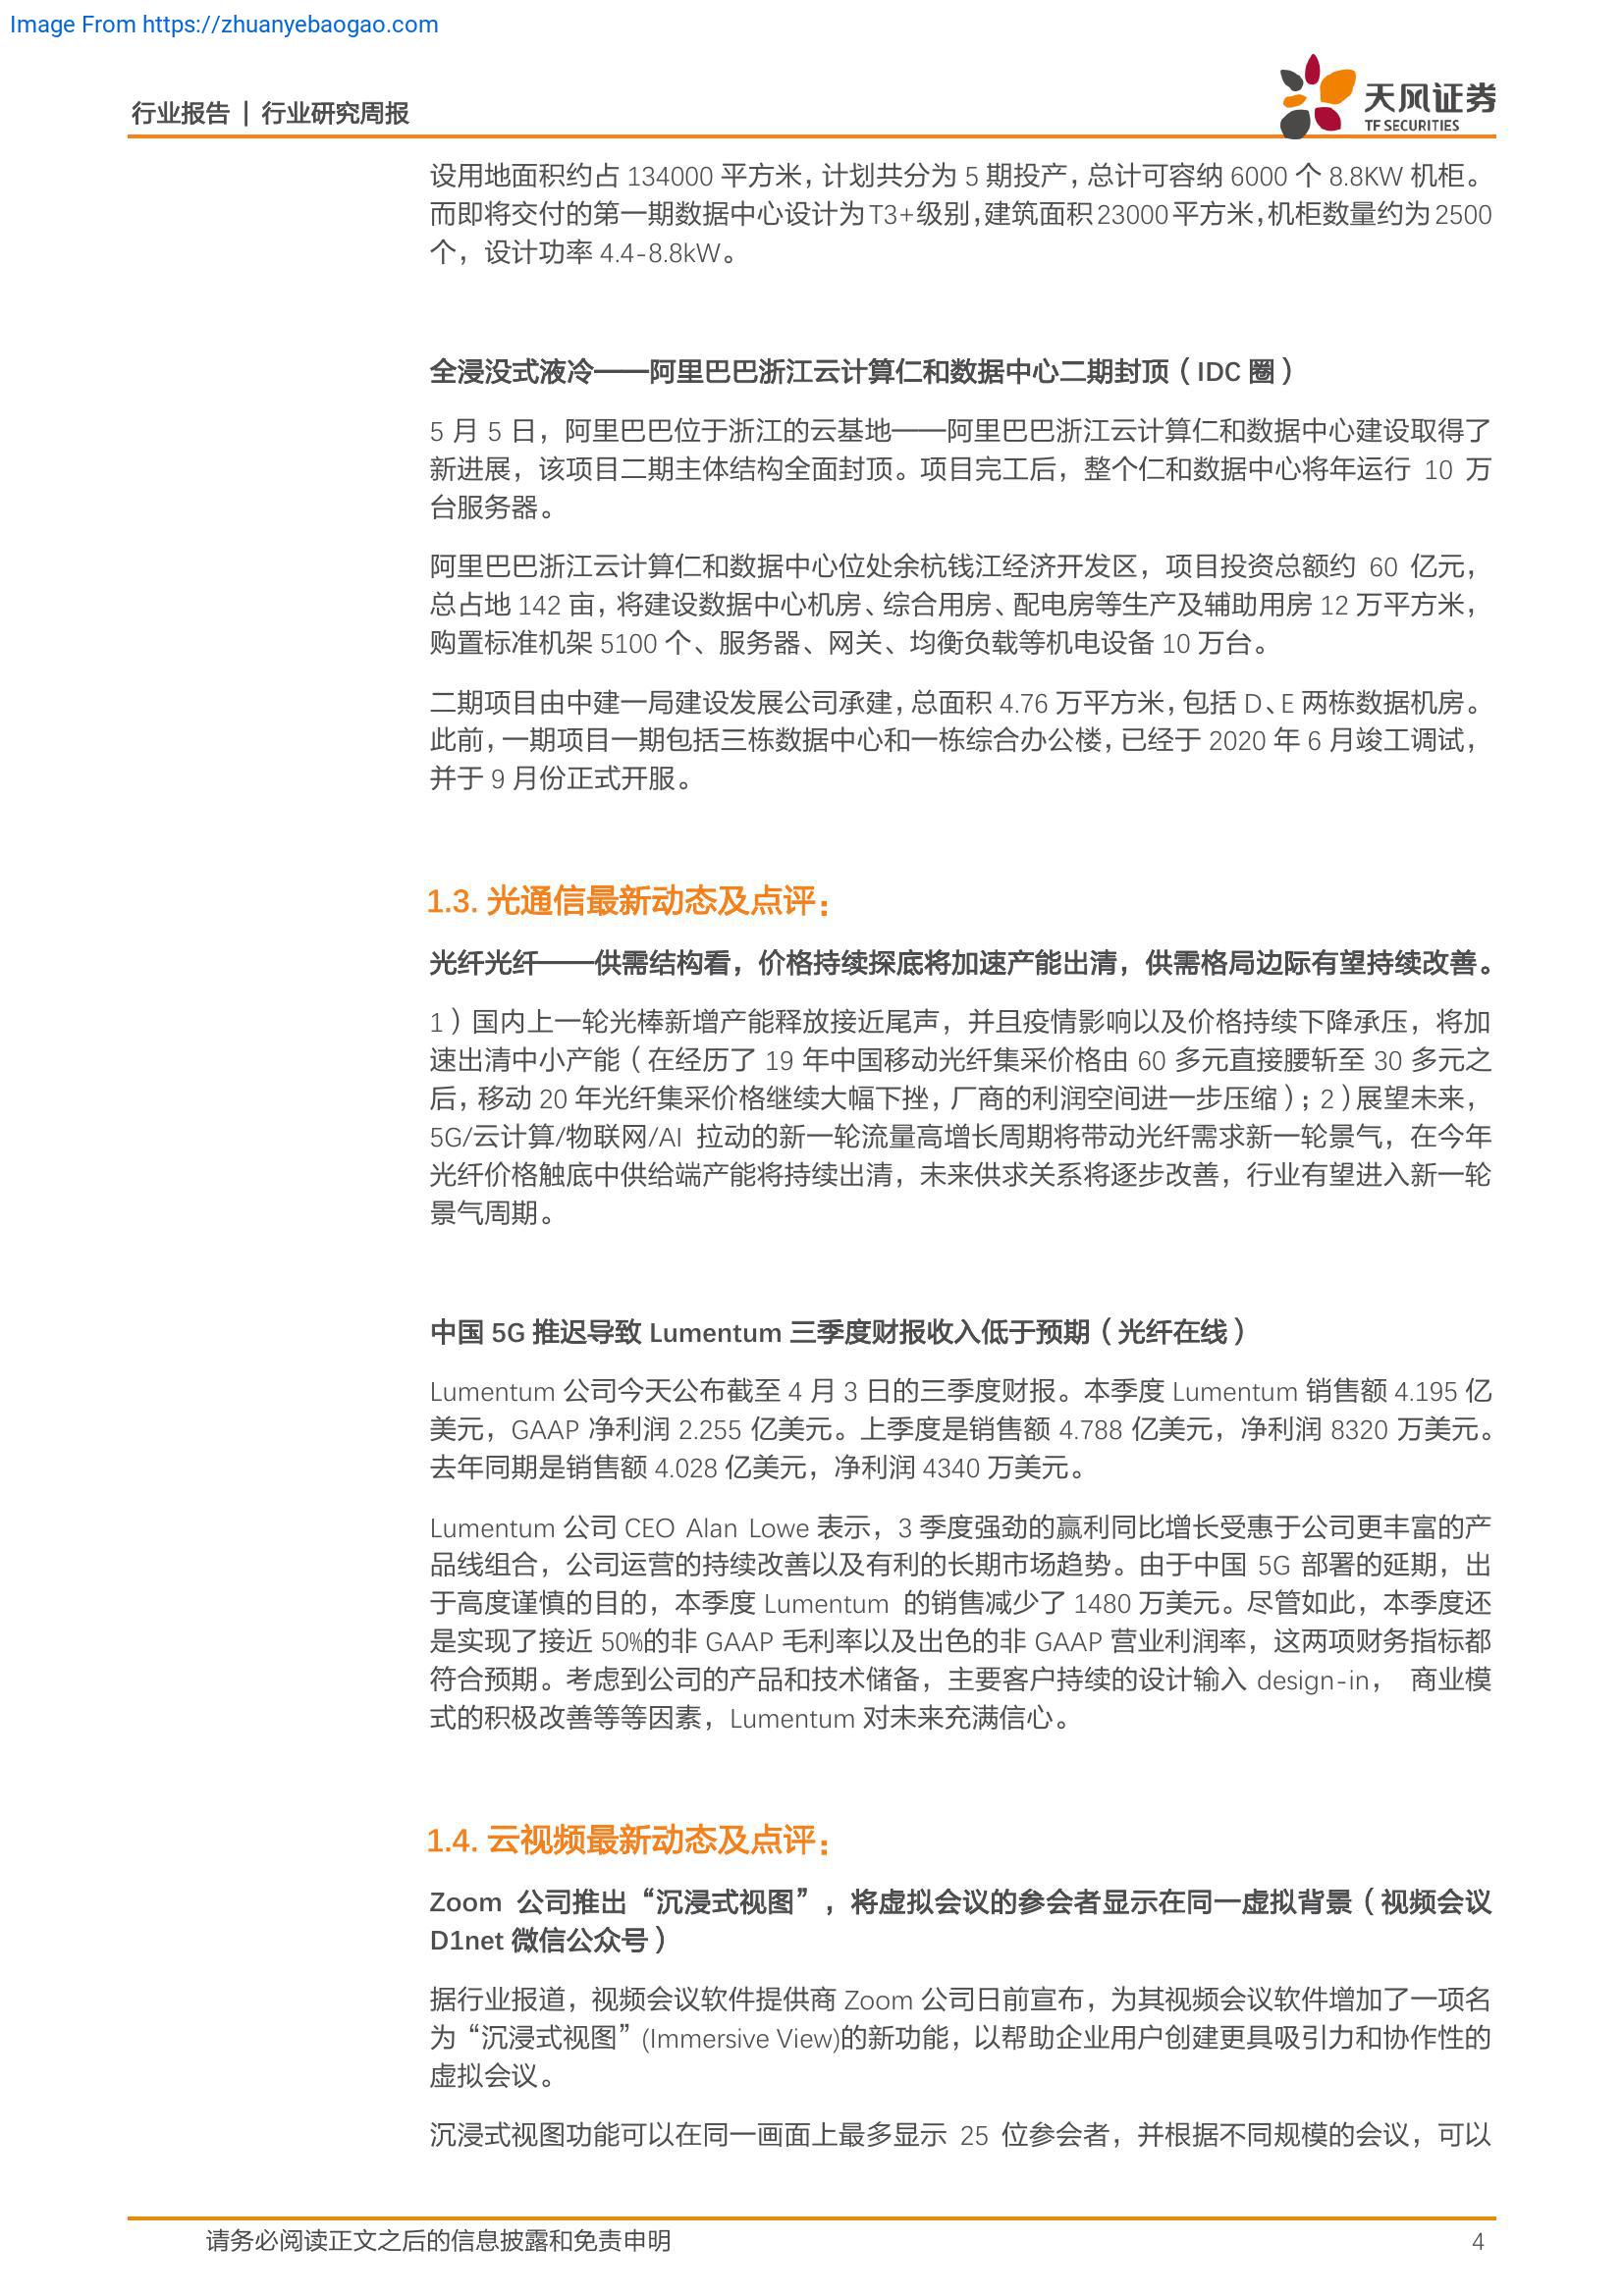 Image From https://zhuanyebaogao.com
行业报告 | 行业研究周报
天风证券
TF SECURITIES
设用地面积约占 134000 平方米，计划共分为 5 期投产，总计可容纳 6000 个 8.8KW 机柜。
而即将交付的第一期数据中心设计为 T3+级别，建筑面积 23000 平方米，机柜数量约为 2500
个，设计功率 4.4-8.8kW。
全浸没式液冷——阿里巴巴浙江云计算仁和数据中心二期封顶（IDC 圈）
5 月 5 日，阿里巴巴位于浙江的云基地——阿里巴巴浙江云计算仁和数据中心建设取得了
新进展，该项目二期主体结构全面封顶。项目完工后，整个仁和数据中心将年运行 10 万
台服务器。
阿里巴巴浙江云计算仁和数据中心位处余杭钱江经济开发区，项目投资总额约 60 亿元，
总占地 142 亩，将建设数据中心机房、综合用房、配电房等生产及辅助用房 12 万平方米，
购置标准机架 5100 个、服务器、网关、均衡负载等机电设备 10 万台。
二期项目由中建一局建设发展公司承建，总面积 4.76 万平方米，包括 D、E 两栋数据机房。
此前，一期项目一期包括三栋数据中心和一栋综合办公楼，已经于 2020 年 6 月竣工调试，
并于 9 月份正式开服。
1.3. 光通信最新动态及点评：
光纤光纤——供需结构看，价格持续探底将加速产能出清，供需格局边际有望持续改善。
1）国内上一轮光棒新增产能释放接近尾声，并且疫情影响以及价格持续下降承压，将加
速出清中小产能（在经历了 19 年中国移动光纤集采价格由 60 多元直接腰斩至 30 多元之
后，移动 20 年光纤集采价格继续大幅下挫，厂商的利润空间进一步压缩）；2）展望未来，
5G/云计算/物联网/AI 拉动的新一轮流量高增长周期将带动光纤需求新一轮景气，在今年
光纤价格触底中供给端产能将持续出清，未来供求关系将逐步改善，行业有望进入新一轮
景气周期。
中国 5G 推迟导致 Lumentum 三季度财报收入低于预期（光纤在线）
Lumentum 公司今天公布截至 4 月 3 日的三季度财报。本季度 Lumentum 销售额 4.195 亿
美元，GAAP 净利润 2.255 亿美元。上季度是销售额 4.788 亿美元，净利润 8320 万美元。
去年同期是销售额 4.028 亿美元，净利润 4340 万美元。
Lumentum 公司 CEO Alan Lowe 表示，3 季度强劲的赢利同比增长受惠于公司更丰富的产
品线组合，公司运营的持续改善以及有利的长期市场趋势。由于中国 5G 部署的延期，出
于高度谨慎的目的，本季度 Lumentum 的销售减少了 1480 万美元。尽管如此，本季度还
是实现了接近 50%的非 GAAP 毛利率以及出色的非 GAAP 营业利润率，这两项财务指标都
符合预期。考虑到公司的产品和技术储备，主要客户持续的设计输入 design-in， 商业模
式的积极改善等等因素，Lumentum 对未来充满信心。
1.4. 云视频最新动态及点评：
Zoom 公司推出“沉浸式视图”，将虚拟会议的参会者显示在同一虚拟背景（视频会议
D1net 微信公众号）
据行业报道，视频会议软件提供商 Zoom 公司日前宣布，为其视频会议软件增加了一项名
为“沉浸式视图”(Immersive View)的新功能，以帮助企业用户创建更具吸引力和协作性的
虚拟会议。
沉浸式视图功能可以在同一画面上最多显示 25 位参会者，并根据不同规模的会议，可以
请务必阅读正文之后的信息披露和免责申明
4